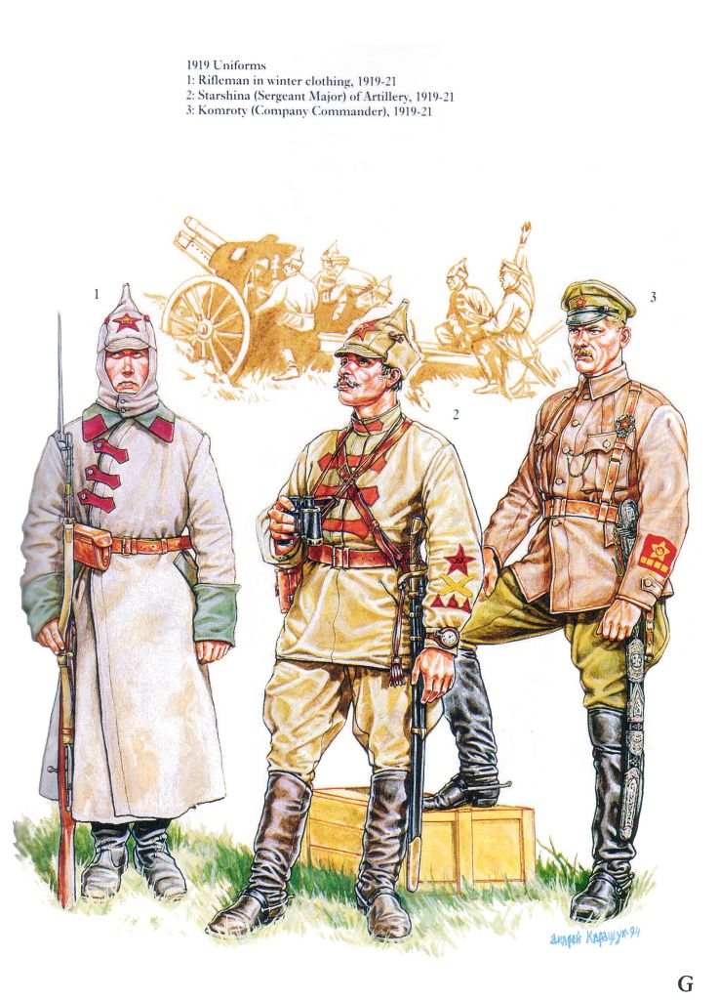 1919 Uniforms
1: Rifleman in winter clothing, 1919-21
2: Starshina (Sergeant Major) of Artillery, 1919-21
3: Komroty (Company Commander), 1919-21
1
3
2
Андрей Каращук·94
G